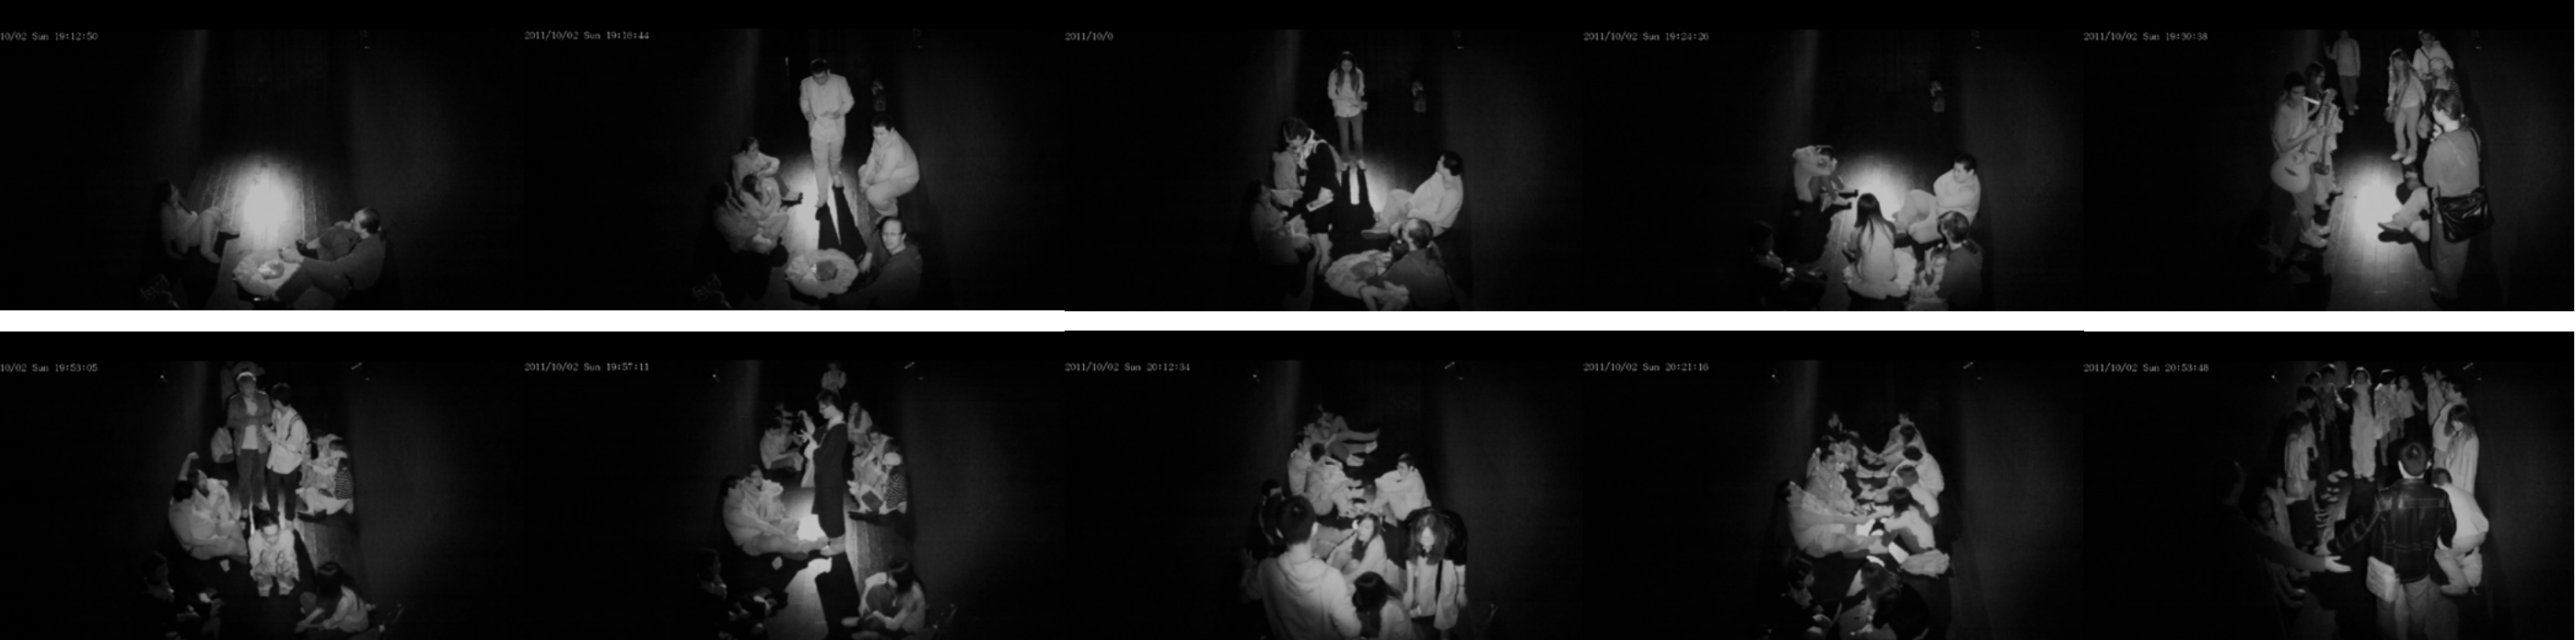 10/02 Sun 19:12:50
2011/10/02 Sun 19:16:44
2011/10/0
2011/10/02 Sun 19:24:26
2011/10/02 Sun 19:30:38
10/02 Sun 19:53:05
2011/10/02 Sun 19:57:11
2011/10/02 Sun 20:12:34
2011/10/02 Sun 20:21:16
2011/10/02 Sun 20:53:48